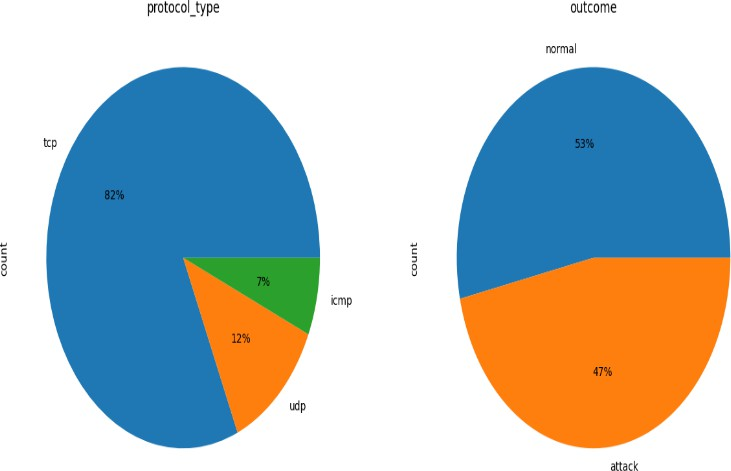 protocol_type
tcp
82%
7%
icmp
12%
udp
count
outcome
normal
53%
47%
attack
count